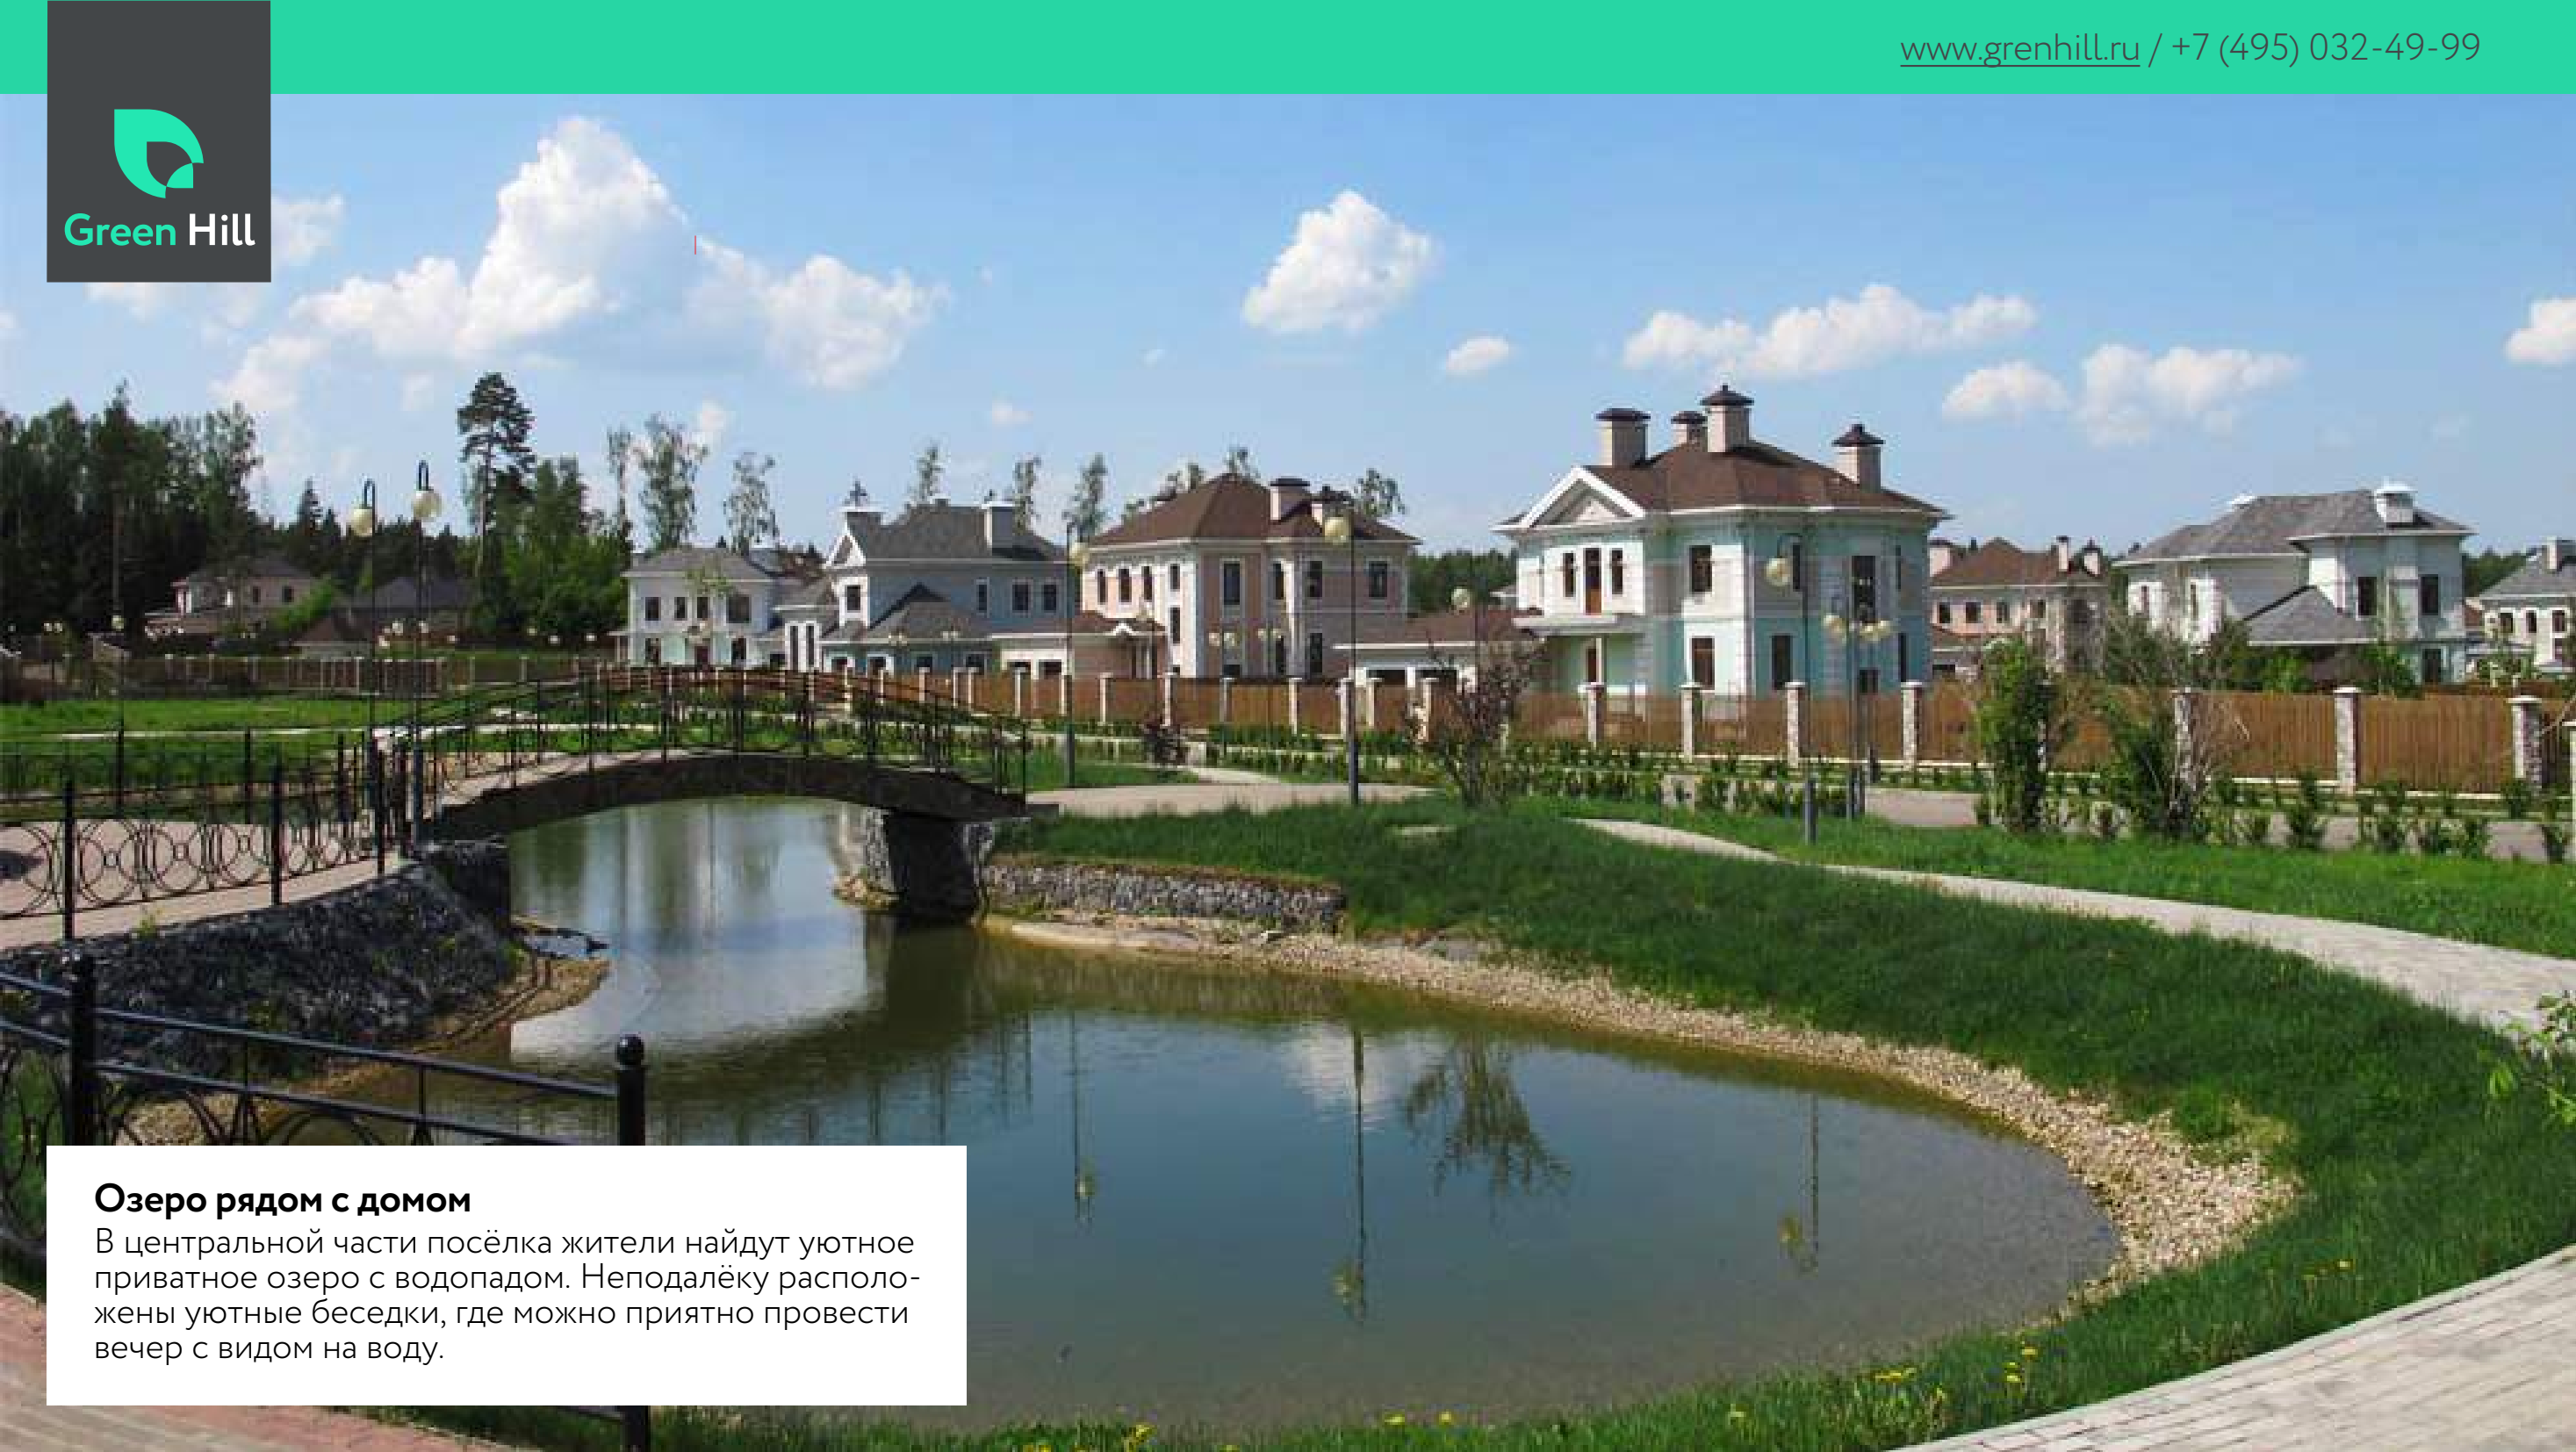 www.grenhill.ru / +7 (495) 032-49-99
Green Hill
Озеро рядом с домом
В центральной части посёлка жители найдут уютное
приватное озеро с водопадом. Неподалёку располо-
жены уютные беседки, где можно приятно провести
вечер с видом на воду.